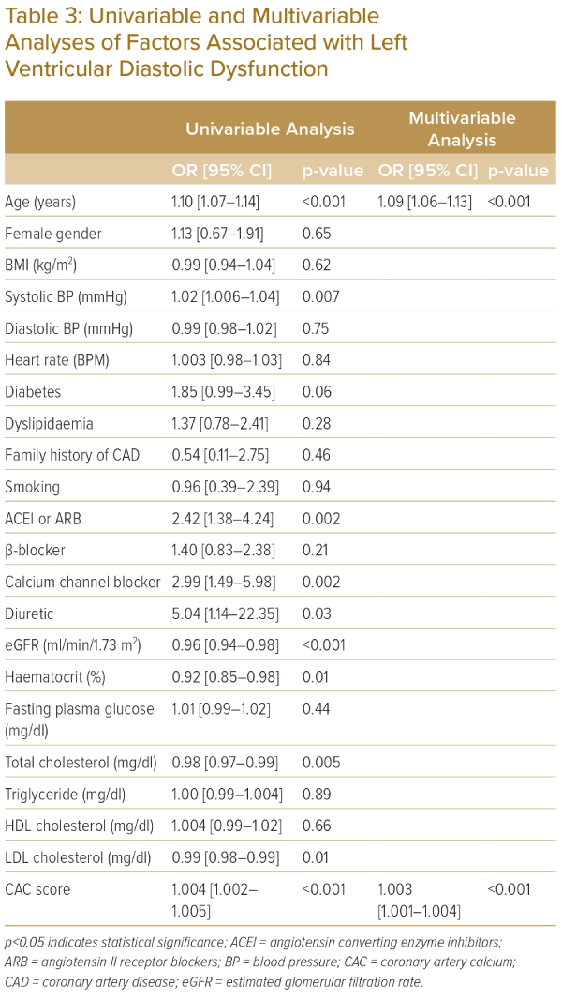 Table 3: Univariable and Multivariable
Analyses of Factors Associated with Left
Ventricular Diastolic Dysfunction
Univariable Analysis Multivariable
Analysis
OR [95% CI] p-value OR [95% CI] p-value
Age (years) 1.10 [1.07–1.14] <0.001 1.09 [1.06–1.13] <0.001
Female gender 1.13 [0.67–1.91] 0.65
BMI (kg/m²) 0.99 [0.94–1.04] 0.62
Systolic BP (mmHg) 1.02 [1.006–1.04] 0.007
Diastolic BP (mmHg) 0.99 [0.98–1.02] 0.75
Heart rate (BPM) 1.003 [0.98–1.03] 0.84
Diabetes 1.85 [0.99–3.45] 0.06
Dyslipidaemia 1.37 [0.78–2.41] 0.28
Family history of CAD 0.54 [0.11–2.75] 0.46
Smoking 0.96 [0.39–2.39] 0.94
ACEI or ARB 2.42 [1.38–4.24] 0.002
β-blocker 1.40 [0.83–2.38] 0.21
Calcium channel blocker 2.99 [1.49–5.98] 0.002
Diuretic 5.04 [1.14–22.35] 0.03
eGFR (ml/min/1.73 m²) 0.96 [0.94–0.98] <0.001
Haematocrit (%) 0.92 [0.85–0.98] 0.01
Fasting plasma glucose 1.01 [0.99–1.02] 0.44
(mg/dl)
Total cholesterol (mg/dl) 0.98 [0.97–0.99] 0.005
Triglyceride (mg/dl) 1.00 [0.99–1.004] 0.89
HDL cholesterol (mg/dl) 1.004 [0.99–1.02] 0.66
LDL cholesterol (mg/dl) 0.99 [0.98–0.99] 0.01
CAC score 1.004 [1.002– <0.001 1.003 <0.001
1.005] [1.001–1.004]
p<0.05 indicates statistical significance; ACEI = angiotensin converting enzyme inhibitors;
ARB = angiotensin II receptor blockers; BP = blood pressure; CAC = coronary artery calcium;
CAD = coronary artery disease; eGFR = estimated glomerular filtration rate.